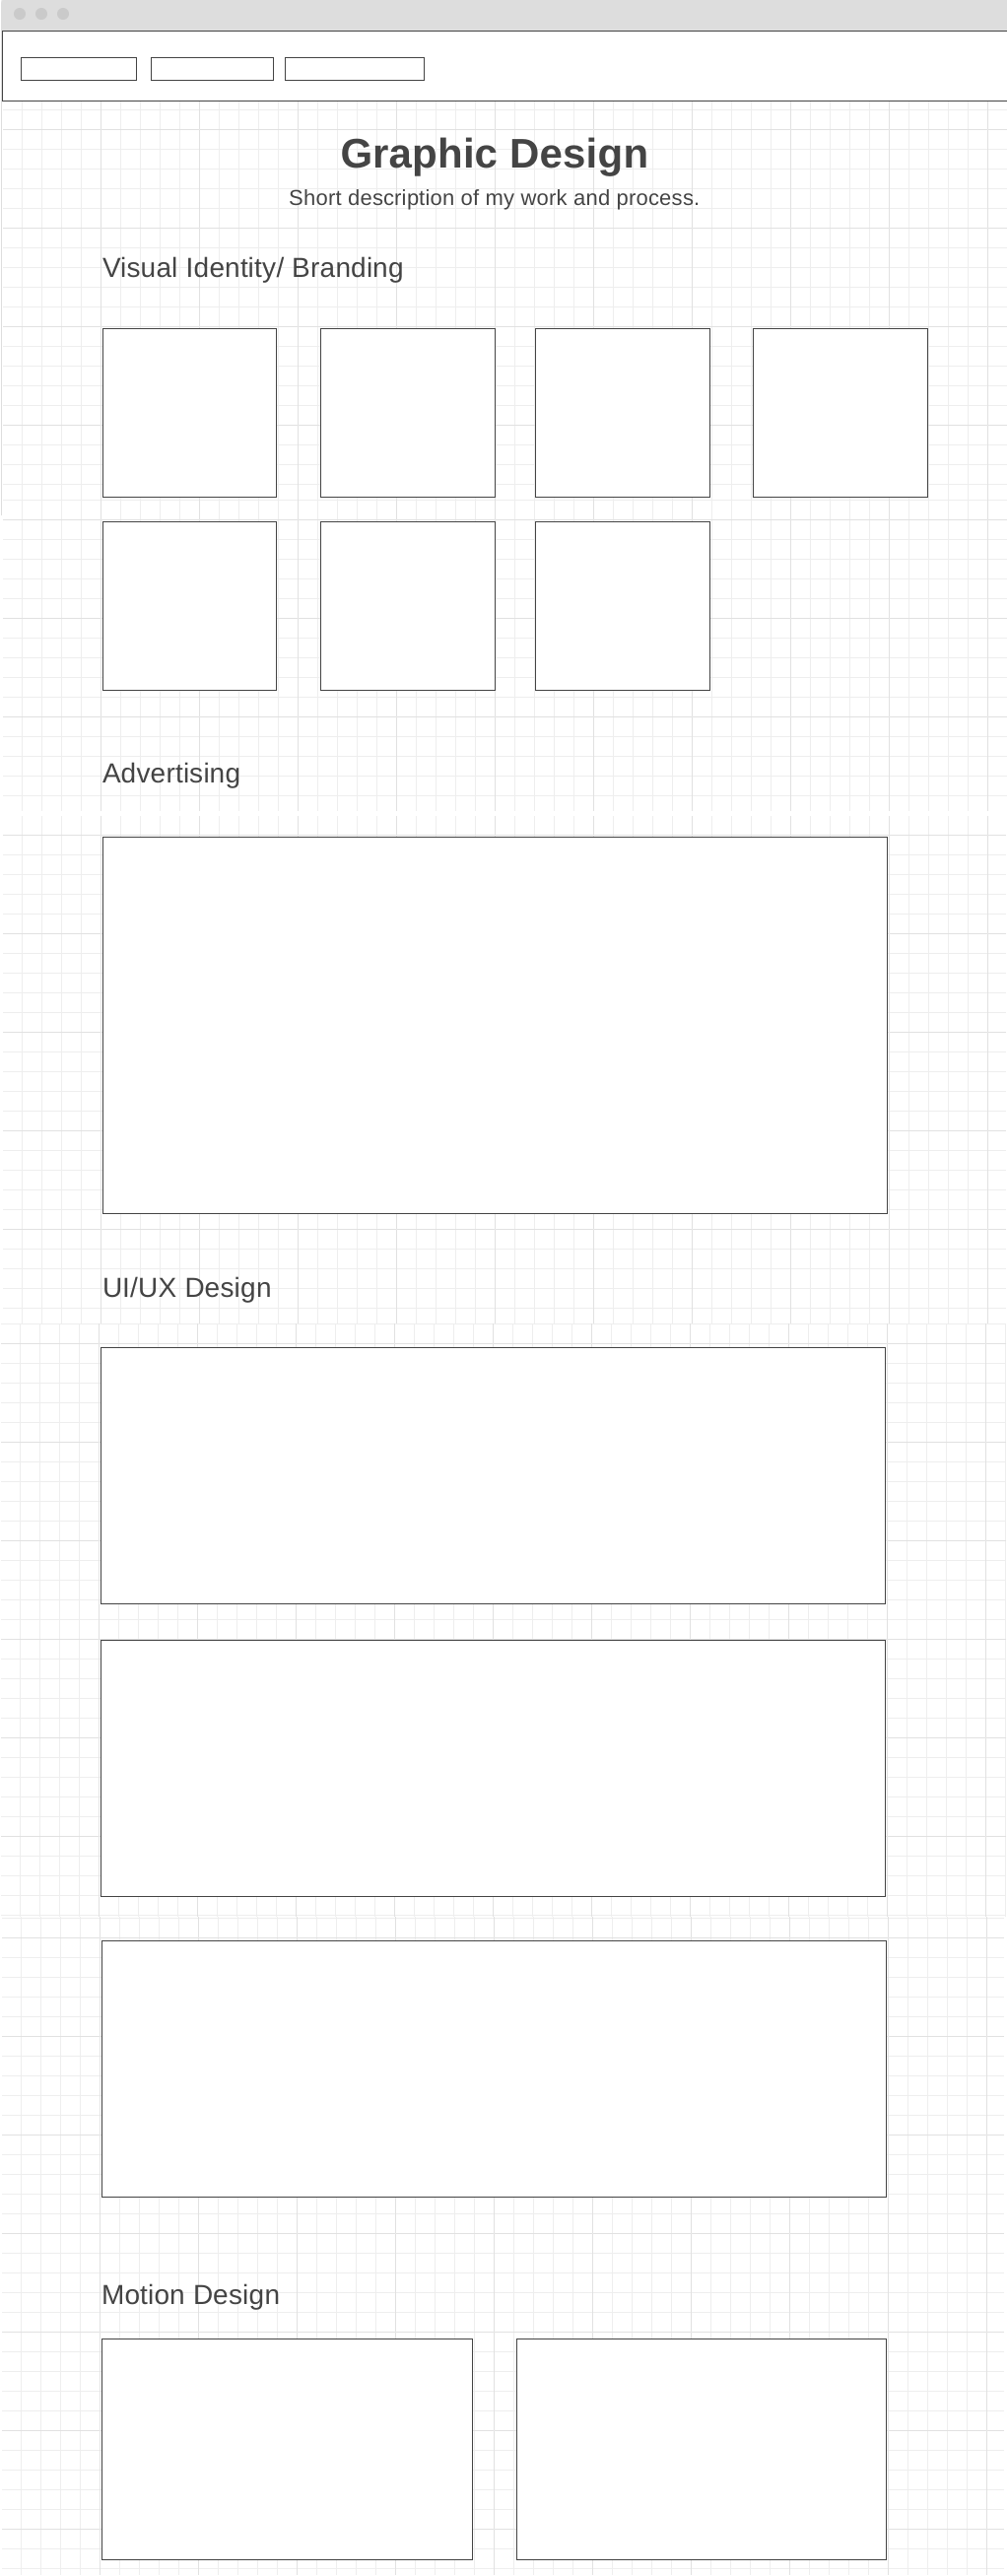 Graphic Design
Short description of my work and process.
Visual Identity/ Branding
Advertising
UI/UX Design
Motion Design